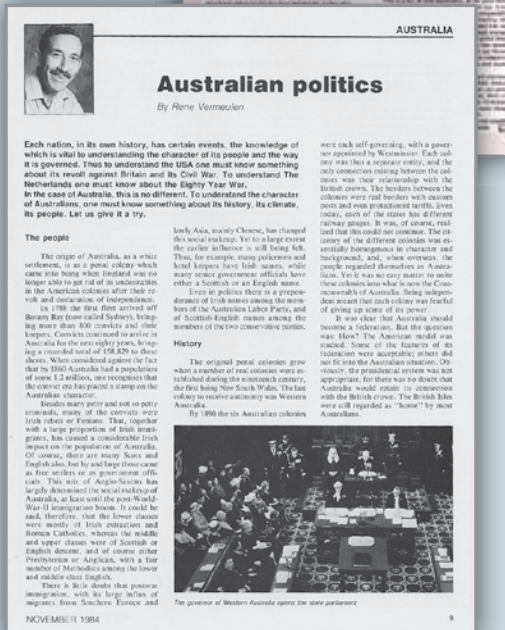 AUSTRALIA
Australian politics
By Rene Vermeulen
Each nation, in its own history, has certain events, the knowledge of
which is vital to understanding the character of its people and the way
it is governed. Thus to understand the USA one must know something
about its revolt against Britain and its Civil War. To understand The
Netherlands one must know about the Eighty Year War.
In the case of Australia, this is no different. To understand the character
of Australians, one must know something about its history, its climate,
its people. Let us give it a try.
The people
The origin of Australia, as a white
settlement, is as a penal colony which
came into being when England was no
longer able to get rid of its undesirables
in the American colonies after their re-
volt and declaration of independence.
In 1788 the first fleet arrived off
Botany Bay (now called Sydney), bring-
ing more than 800 convicts and their
keepers. Convicts continued to arrive in
Australia for the next eighty years, bring-
ing a recorded total of 158,829 to these
shores. When considered against the fact
that by 1860 Australia had a population
of some 1.2 million, one recognises that
the convict era has placed a stamp on the
Australian character.
Besides many petty and not so petty
criminals, many of the convicts were
Irish rebels or Fenians. That, together
with a large proportion of Irish immi-
grants, has caused a considerable Irish
impact on the population of Australia.
Of course, there are many Scots and
English also, but by and large those came
as free settlers or as government offi-
cials. This mix of Anglo-Saxons has
largely determined the social makeup of
Australia, at least until the post-World-
War-II immigration boom. It could be
said, therefore, that the lower classes
were mostly of Irish extraction and
Roman Catholics, whereas the middle
and upper classes were of Scottish or
English descent, and of course either
Presbyterian or Anglican, with a fair
number of Methodists among the lower
and middle-class English.
There is little doubt that postwar
immigration, with its large influx of
migrants from Southern Europe and
lately Asia, mainly Chinese, has changed
this social makeup. Yet to a large extent
the earlier influence is still being felt.
Thus, for example, many policemen and
hotel keepers have Irish names, while
many senior government officials have
either a Scottish or an English name.
Even in politics there is a prepon-
derance of Irish names among the mem-
bers of the Australian Labor Party, and
of Scottish-English names among the
members of the two conservative parties.
History
The original penal colonies grew
when a number of real colonies were es-
tablished during the nineteenth century,
the first being New South Wales. The last
colony to receive autonomy was Western
Australia.
By 1890 the six Australian colonies
were each self-governing, with a gover-
nor appointed by Westminster. Each col-
ony was thus a separate entity, and the
only connection existing between the col-
onies was their relationship with the
British crown. The borders between the
colonies were real borders with custom
posts and even protectionist tariffs. Even
today, each of the states has different
railway gauges. It was, of course, real-
ized that this could not continue. The ci-
tizenry of the different colonies was es-
sentially homogenous in character and
background, and, when overseas, the
people regarded themselves as Austra-
lians. Yet it was no easy matter to unite
these colonies into what is now the Com-
monwealth of Australia. Being indepen-
dent meant that each colony was fearful
of giving up some of its power.
It was clear that Australia should
become a federation. But the question
was: How? The American model was
studied. Some of the features of its
federation were acceptable; others did
not fit into the Australian situation. Ob-
viously, the presidential system was not
appropriate, for there was no doubt that
Australia would retain its connection
with the British crown. The British Isles
were still regarded as "home" by most
Australians.
The governor of Western Australia opens the state parliament
NOVEMBER 1984
9